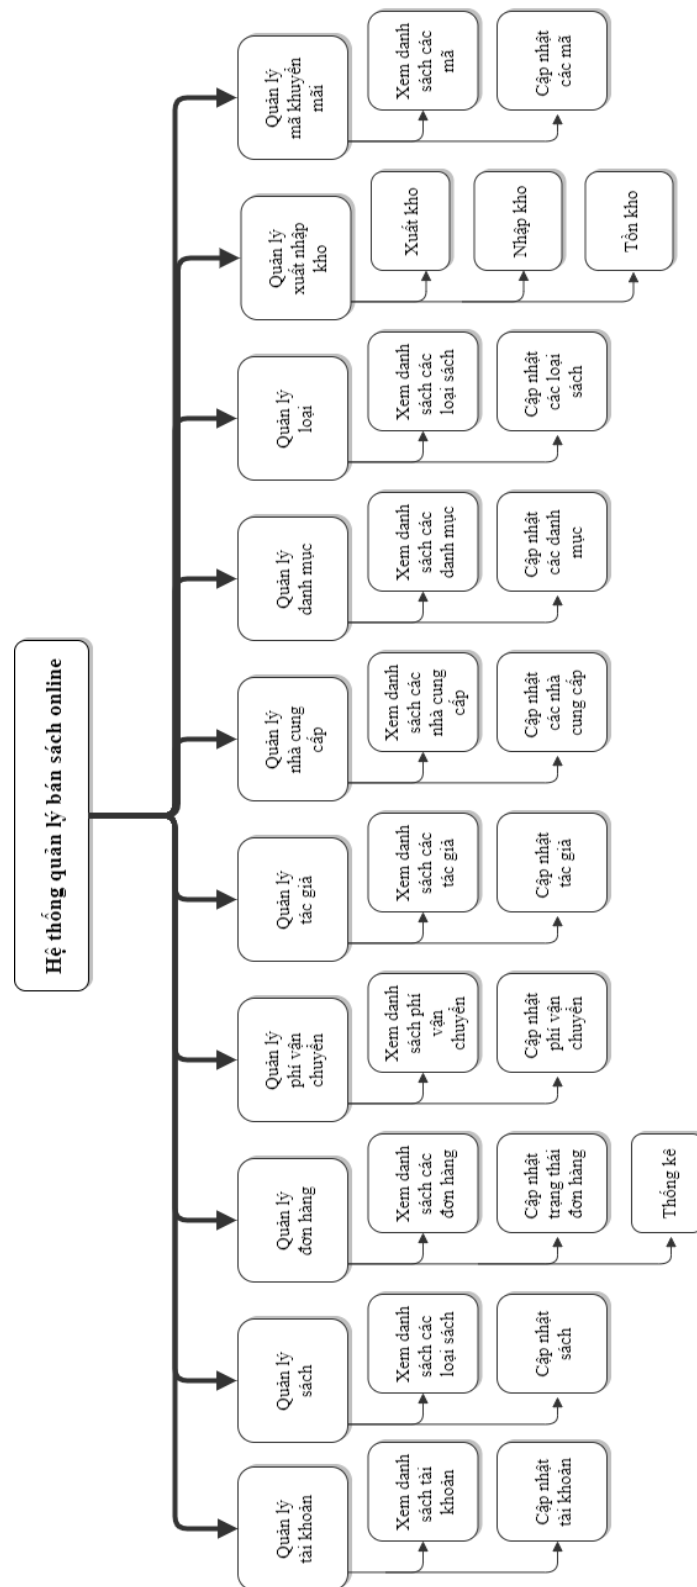 Hệ thống quản lý bán sách online
Quản lý
tài khoản
Xem danh
sách tài
khoản
Cập nhật
tài khoản
Quản lý
sách
Xem danh
sách các
loại sách
Cập nhật
sách
Quản lý
đơn hàng
Xem danh
sách các
đơn hàng
Cập nhật
trạng thái
đơn hàng
Thống kê
Quản lý
phí vận
chuyển
Xem danh
sách phí
vận
chuyển
Cập nhật
phí vận
chuyển
Quản lý
tác giả
Xem danh
sách các
tác giả
Cập nhật
tác giả
Quản lý
nhà cung
cấp
Xem danh
sách các
nhà cung
cấp
Cập nhật
các nhà
cung cấp
Quản lý
danh mục
Xem danh
sách các
danh mục
Cập nhật
các danh
mục
Quản lý
loại
Xem danh
sách các
loại sách
Cập nhật
các loại
sách
Quản lý
xuất nhập
kho
Xuất kho
Nhập kho
Tồn kho
Quản lý
mã khuyến
mãi
Xem danh
sách các
mã
Cập nhật
các mã